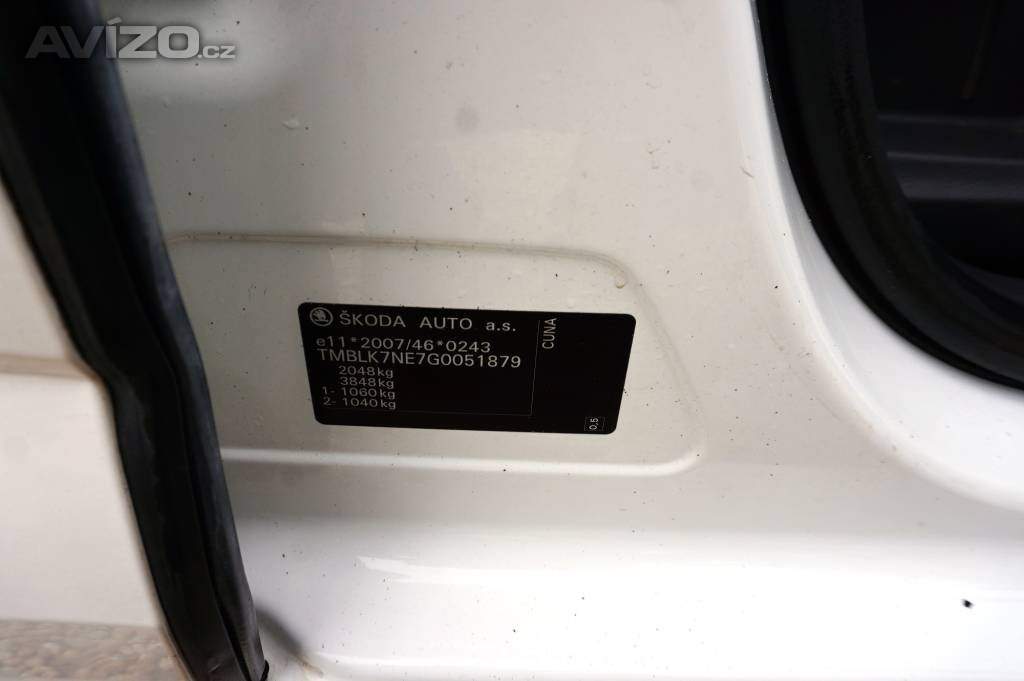 AVÍZO.cz
ŠKODA AUTO a.s.
e11*2007/46*0243
TMBLK7NE7G0051879
2048kg
3848kg
1- 1060kg
2- 1040kg
CUNA
0,5